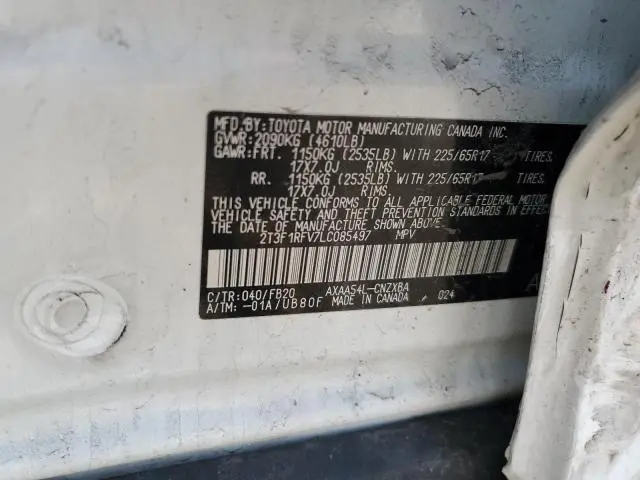 MFD.BY:TOYOTA MOTOR MANUFACTURING CANADA INC.
GVWR:2090KG (4610LB)
GAWR:FRT. 1150KG (2535LB) WITH 225/65R17 TIRES.
17X7.0J RIMS.
RR. 1150KG (2535LB) WITH 225/65R17 TIRES.
17X7.0J RIMS.
THIS VEHICLE CONFORMS TO ALL APPLICABLE FEDERAL MOTOR
VEHICLE SAFETY AND THEFT PREVENTION STANDARDS IN EFFECT
THE DATE OF MANUFACTURE SHOWN ABOVE.
2T3F1RFV7LC085497 MPV
C/TR:040/FB20 AXAA54L-CNZXBA
A/TM:-01A/UB80F MADE IN CANADA 024